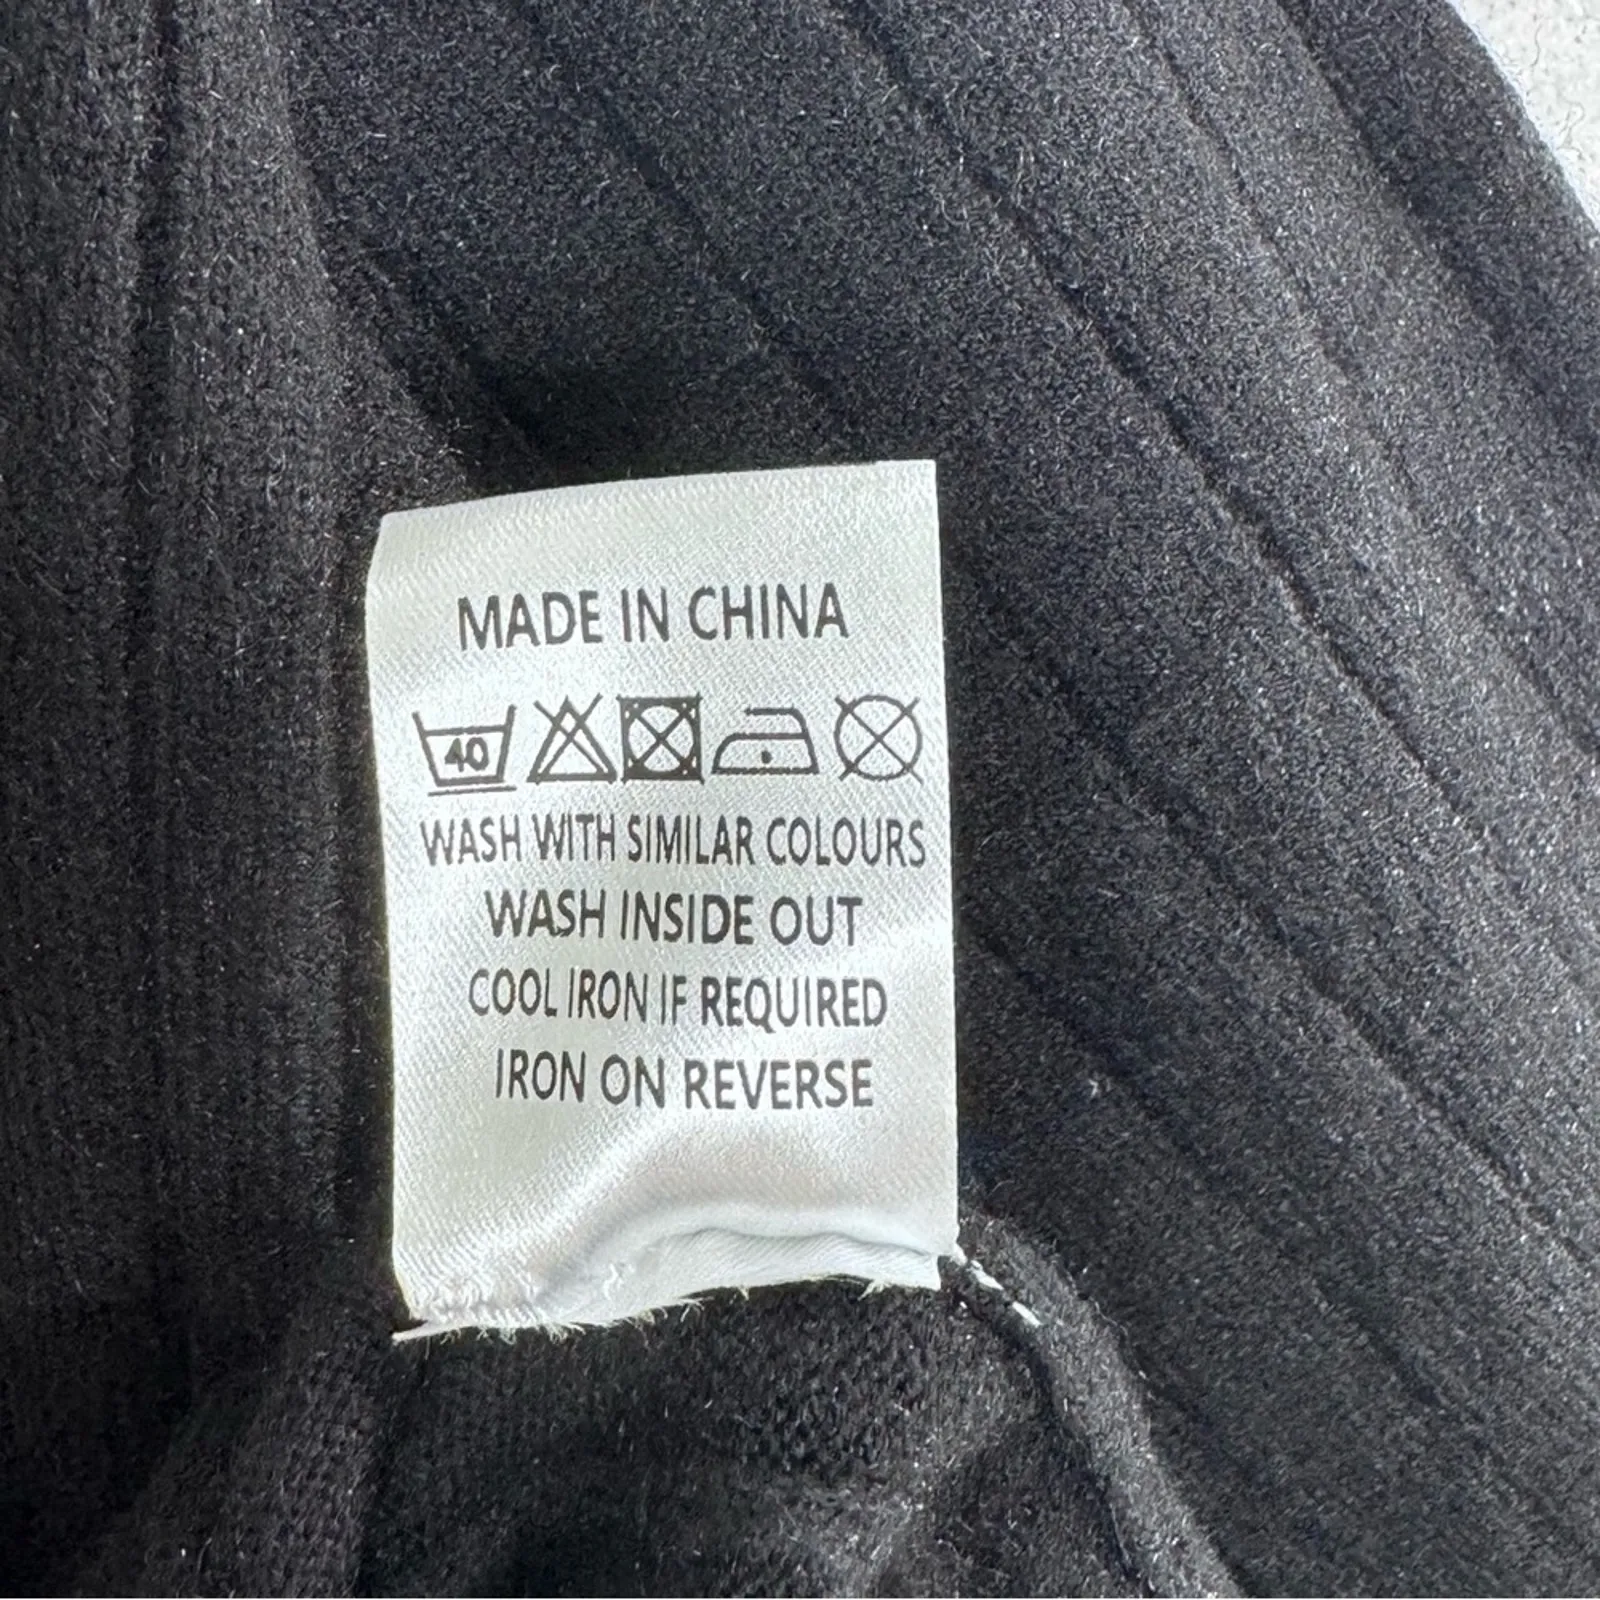 MADE IN CHINA
40
WASH WITH SIMILAR COLOURS
WASH INSIDE OUT
COOL IRON IF REQUIRED
IRON ON REVERSE